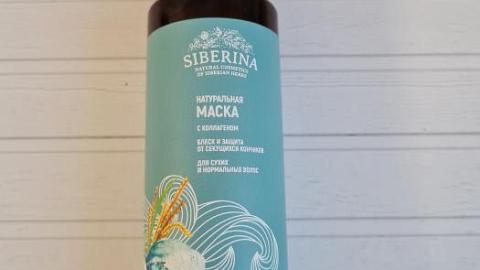 SIBERINA
NATURAL COSMETICS
OF SIBERIAN HERBS
НАТУРАЛЬНАЯ
МАСКА
С КОЛЛАГЕНОМ
БЛЕСК И ЗАЩИТА
ОТ СЕКУЩИХСЯ КОНЧИКОВ
ДЛЯ СУХИХ
И НОРМАЛЬНЫХ ВОЛОС